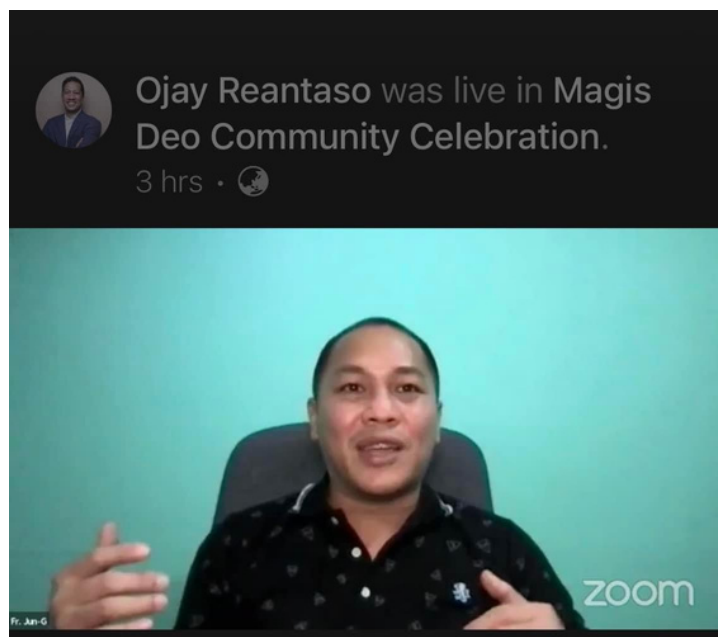 Ojay Reantaso was live in Magis
Deo Community Celebration.
3 hrs ·
zoom
Fr. Jun-G